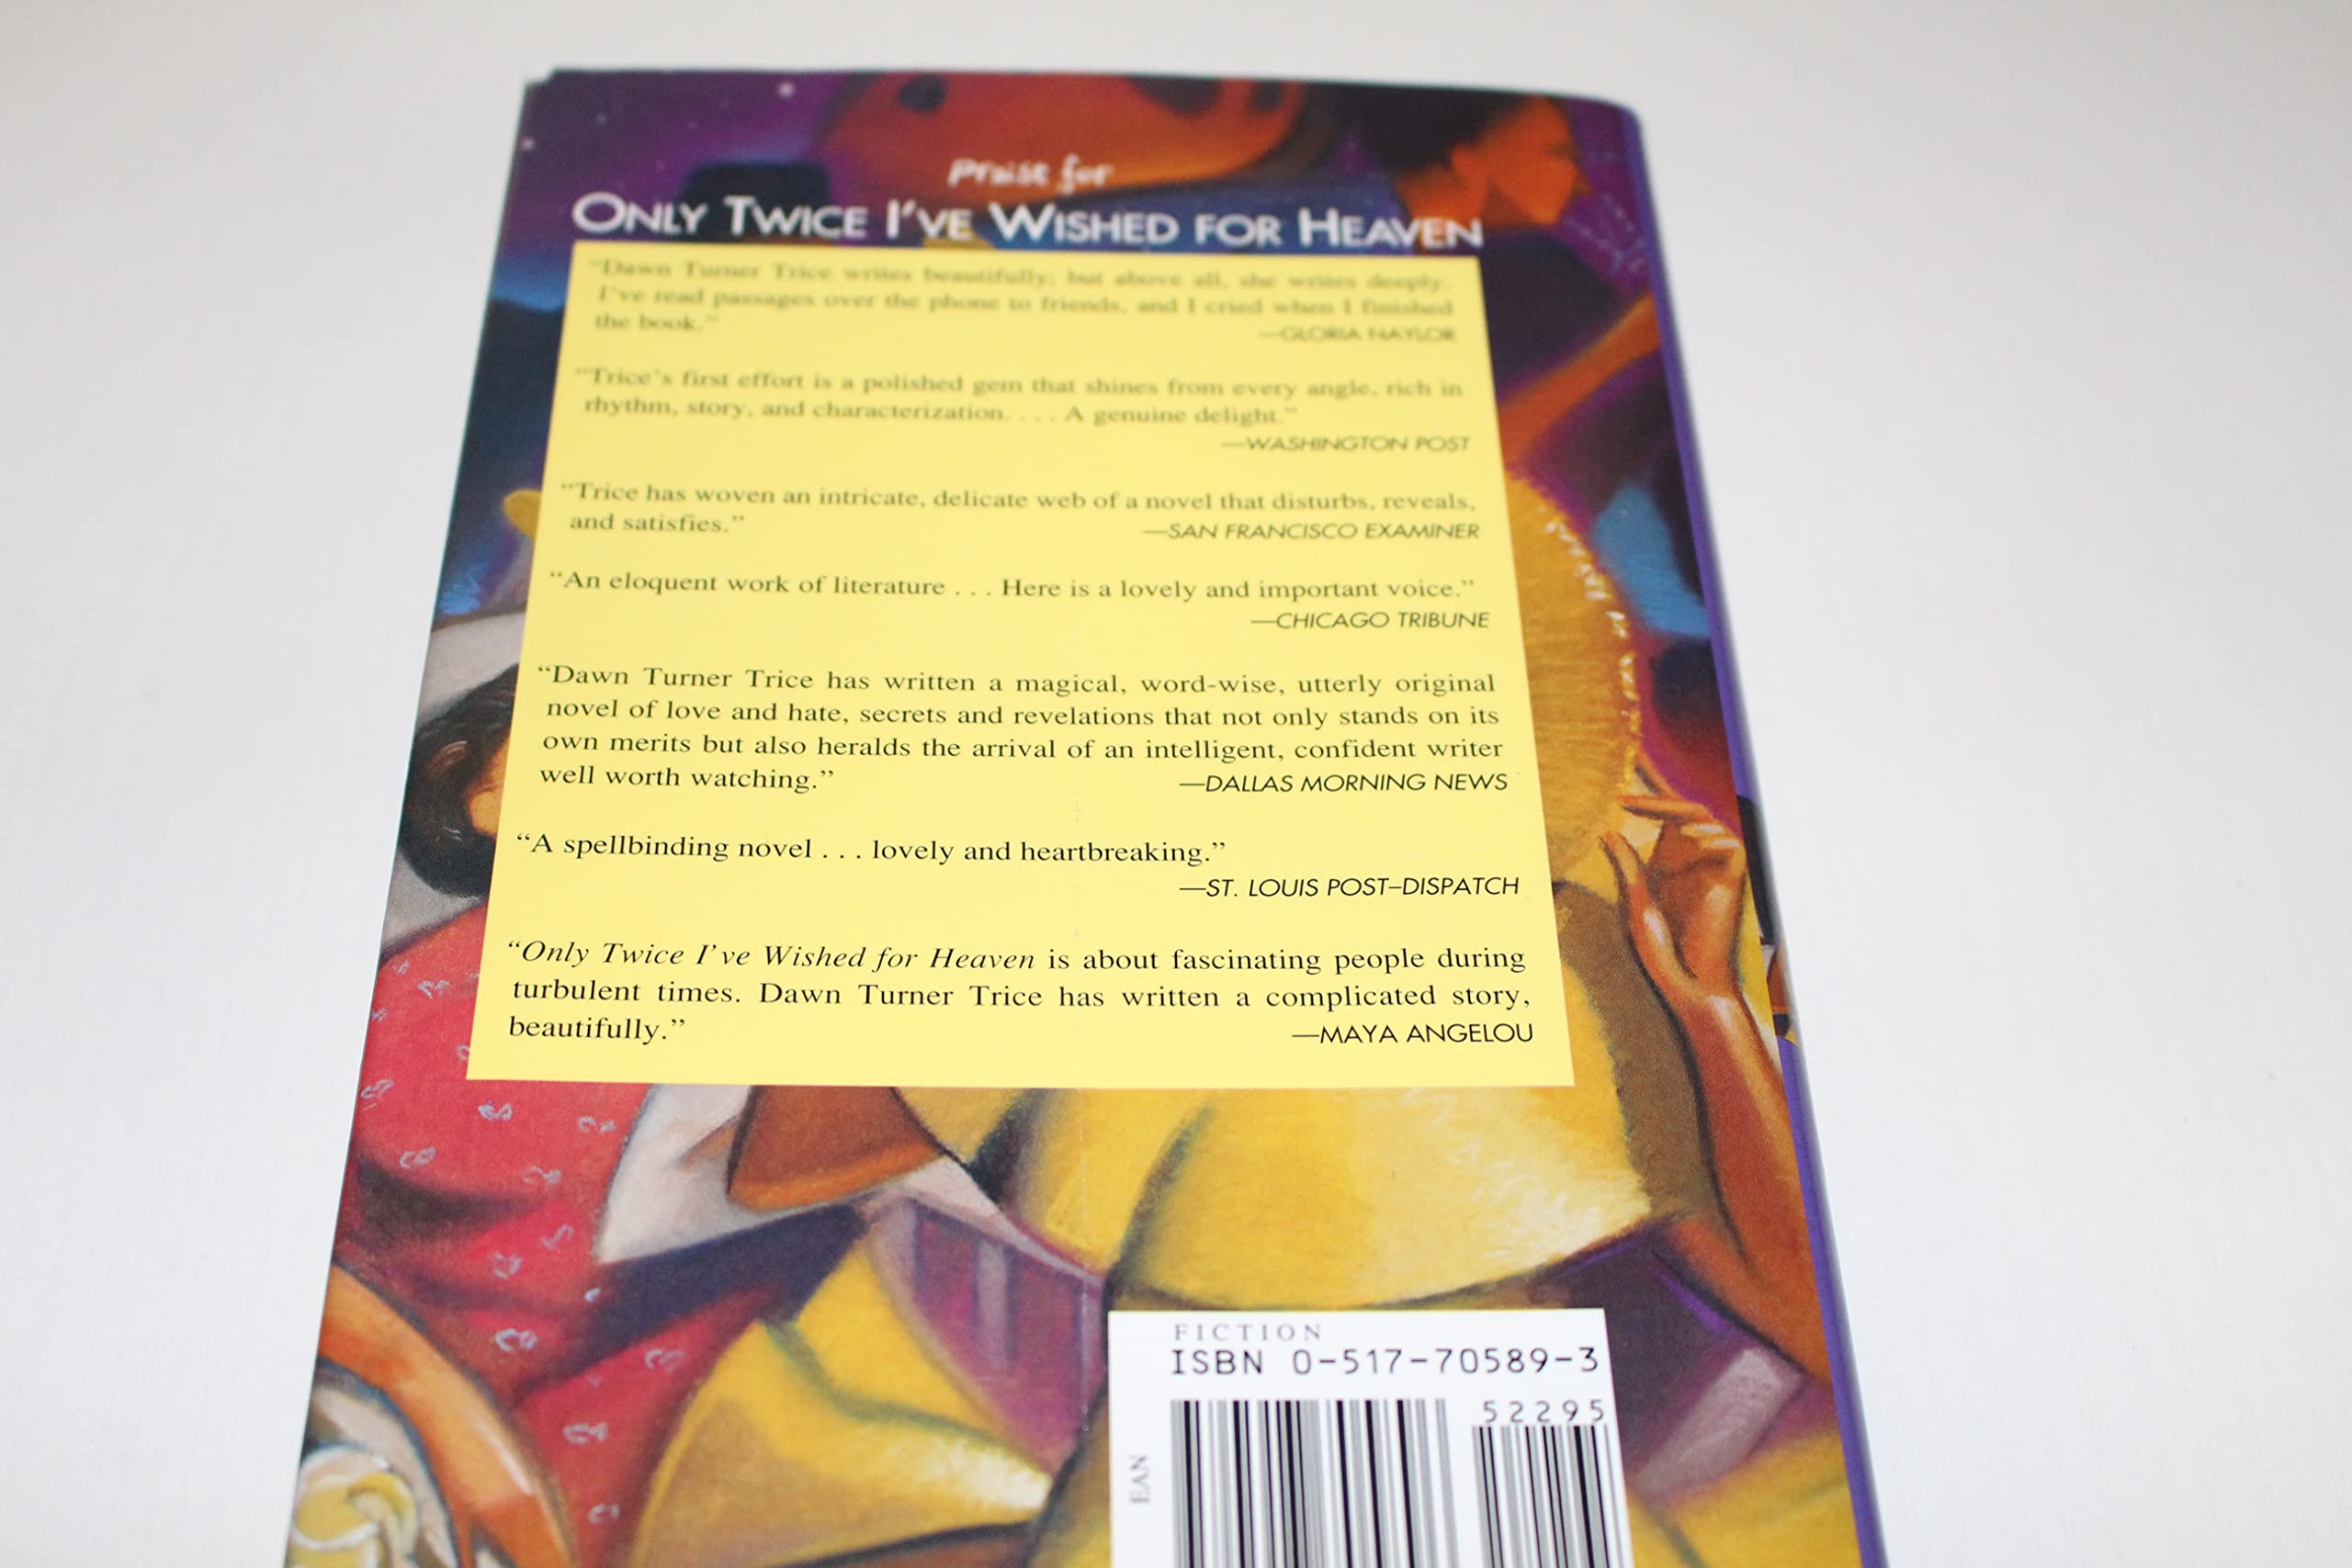 Praise for
ONLY TWICE I'VE WISHED FOR HEAVEN
"Dawn Turner Trice writes beautifully; but above all, she writes deeply.
I've read passages over the phone to friends, and I cried when I finished
the book." —GLORIA NAYLOR
"Trice's first effort is a polished gem that shines from every angle, rich in
rhythm, story, and characterization. . . . A genuine delight."
—WASHINGTON POST
"Trice has woven an intricate, delicate web of a novel that disturbs, reveals,
and satisfies." —SAN FRANCISCO EXAMINER
"An eloquent work of literature . . . Here is a lovely and important voice."
—CHICAGO TRIBUNE
"Dawn Turner Trice has written a magical, word-wise, utterly original
novel of love and hate, secrets and revelations that not only stands on its
own merits but also heralds the arrival of an intelligent, confident writer
well worth watching." —DALLAS MORNING NEWS
"A spellbinding novel . . . lovely and heartbreaking."
—ST. LOUIS POST–DISPATCH
"Only Twice I've Wished for Heaven is about fascinating people during
turbulent times. Dawn Turner Trice has written a complicated story,
beautifully." —MAYA ANGELOU
FICTION
ISBN 0-517-70589-3
52295
EAN